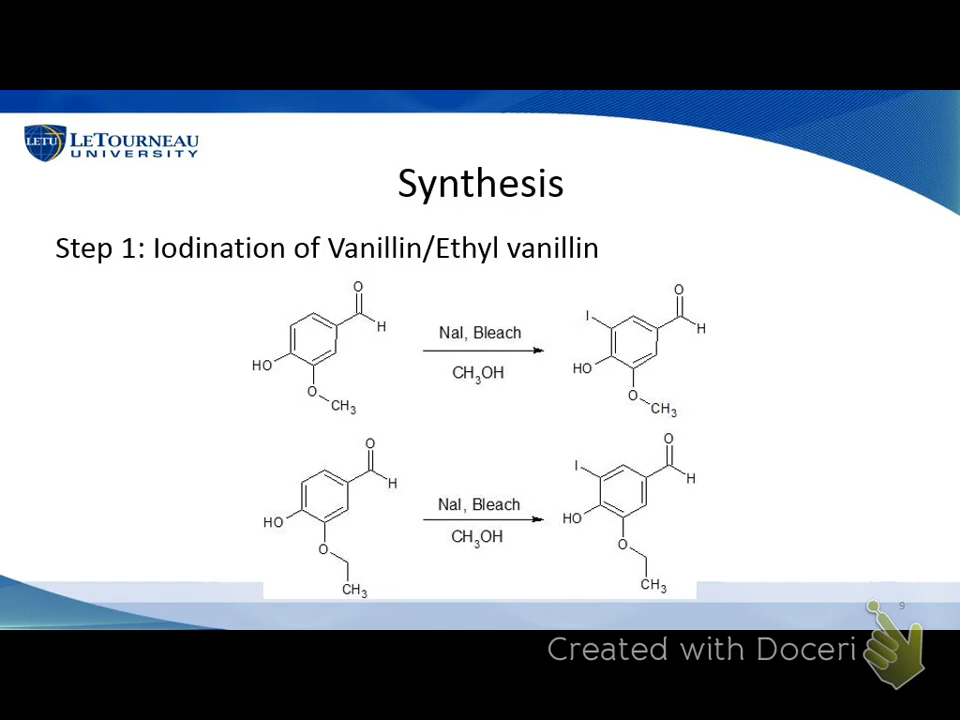 LETU LETOURNEAU
UNIVERSITY
Synthesis
Step 1: Iodination of Vanillin/Ethyl vanillin
O
H
HO
O
CH3
NaI, Bleach
CH3OH
O
I
H
HO
O
CH3
O
H
HO
O
CH3
NaI, Bleach
CH3OH
O
I
H
HO
O
CH3
9
Created with Doceri